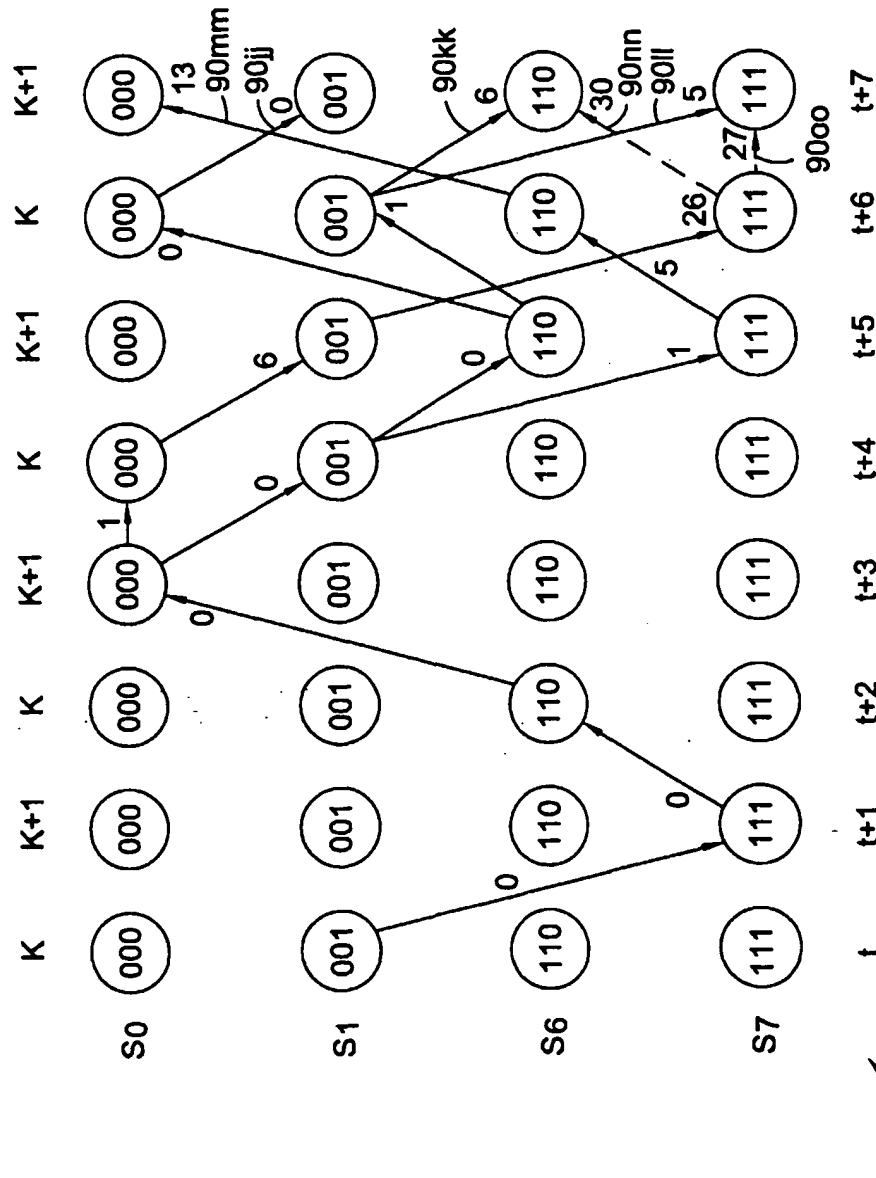 K K+1 K K+1 K K+1 K K+1
S0 000 000 000 000 000 000 000 000
1 0 13
90mm
90jj
0 0 6 0
S1 001 001 001 001 001 001 001 001
1
90kk
0 0 6
S6 110 110 110 110 110 110 110 110
30
90nn
90ll
0 1 5 26 5
S7 111 111 111 111 111 111 111 111
27
90oo
t t+1 t+2 t+3 t+4 t+5 t+6 t+7